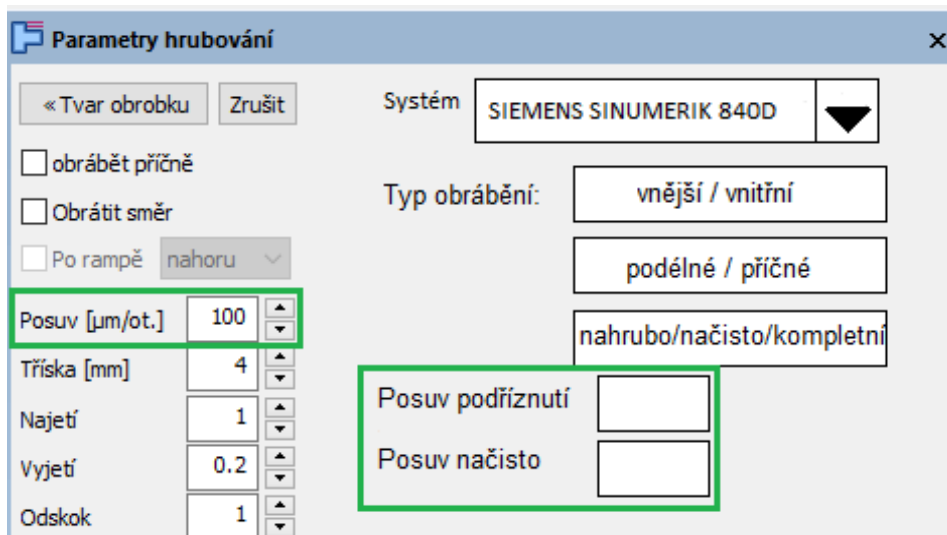 Parametry hrubování
« Tvar obrobku Zrušit
obrábět příčně
Obrátit směr
Po rampě nahoru
Posuv [µm/ot.] 100
Tříska [mm] 4
Najetí 1
Vyjetí 0.2
Odskok 1
Systém SIEMENS SINUMERIK 840D
Typ obrábění: vnější / vnitřní
podélné / příčné
nahrubo/načisto/kompletní
Posuv podříznutí
Posuv načisto